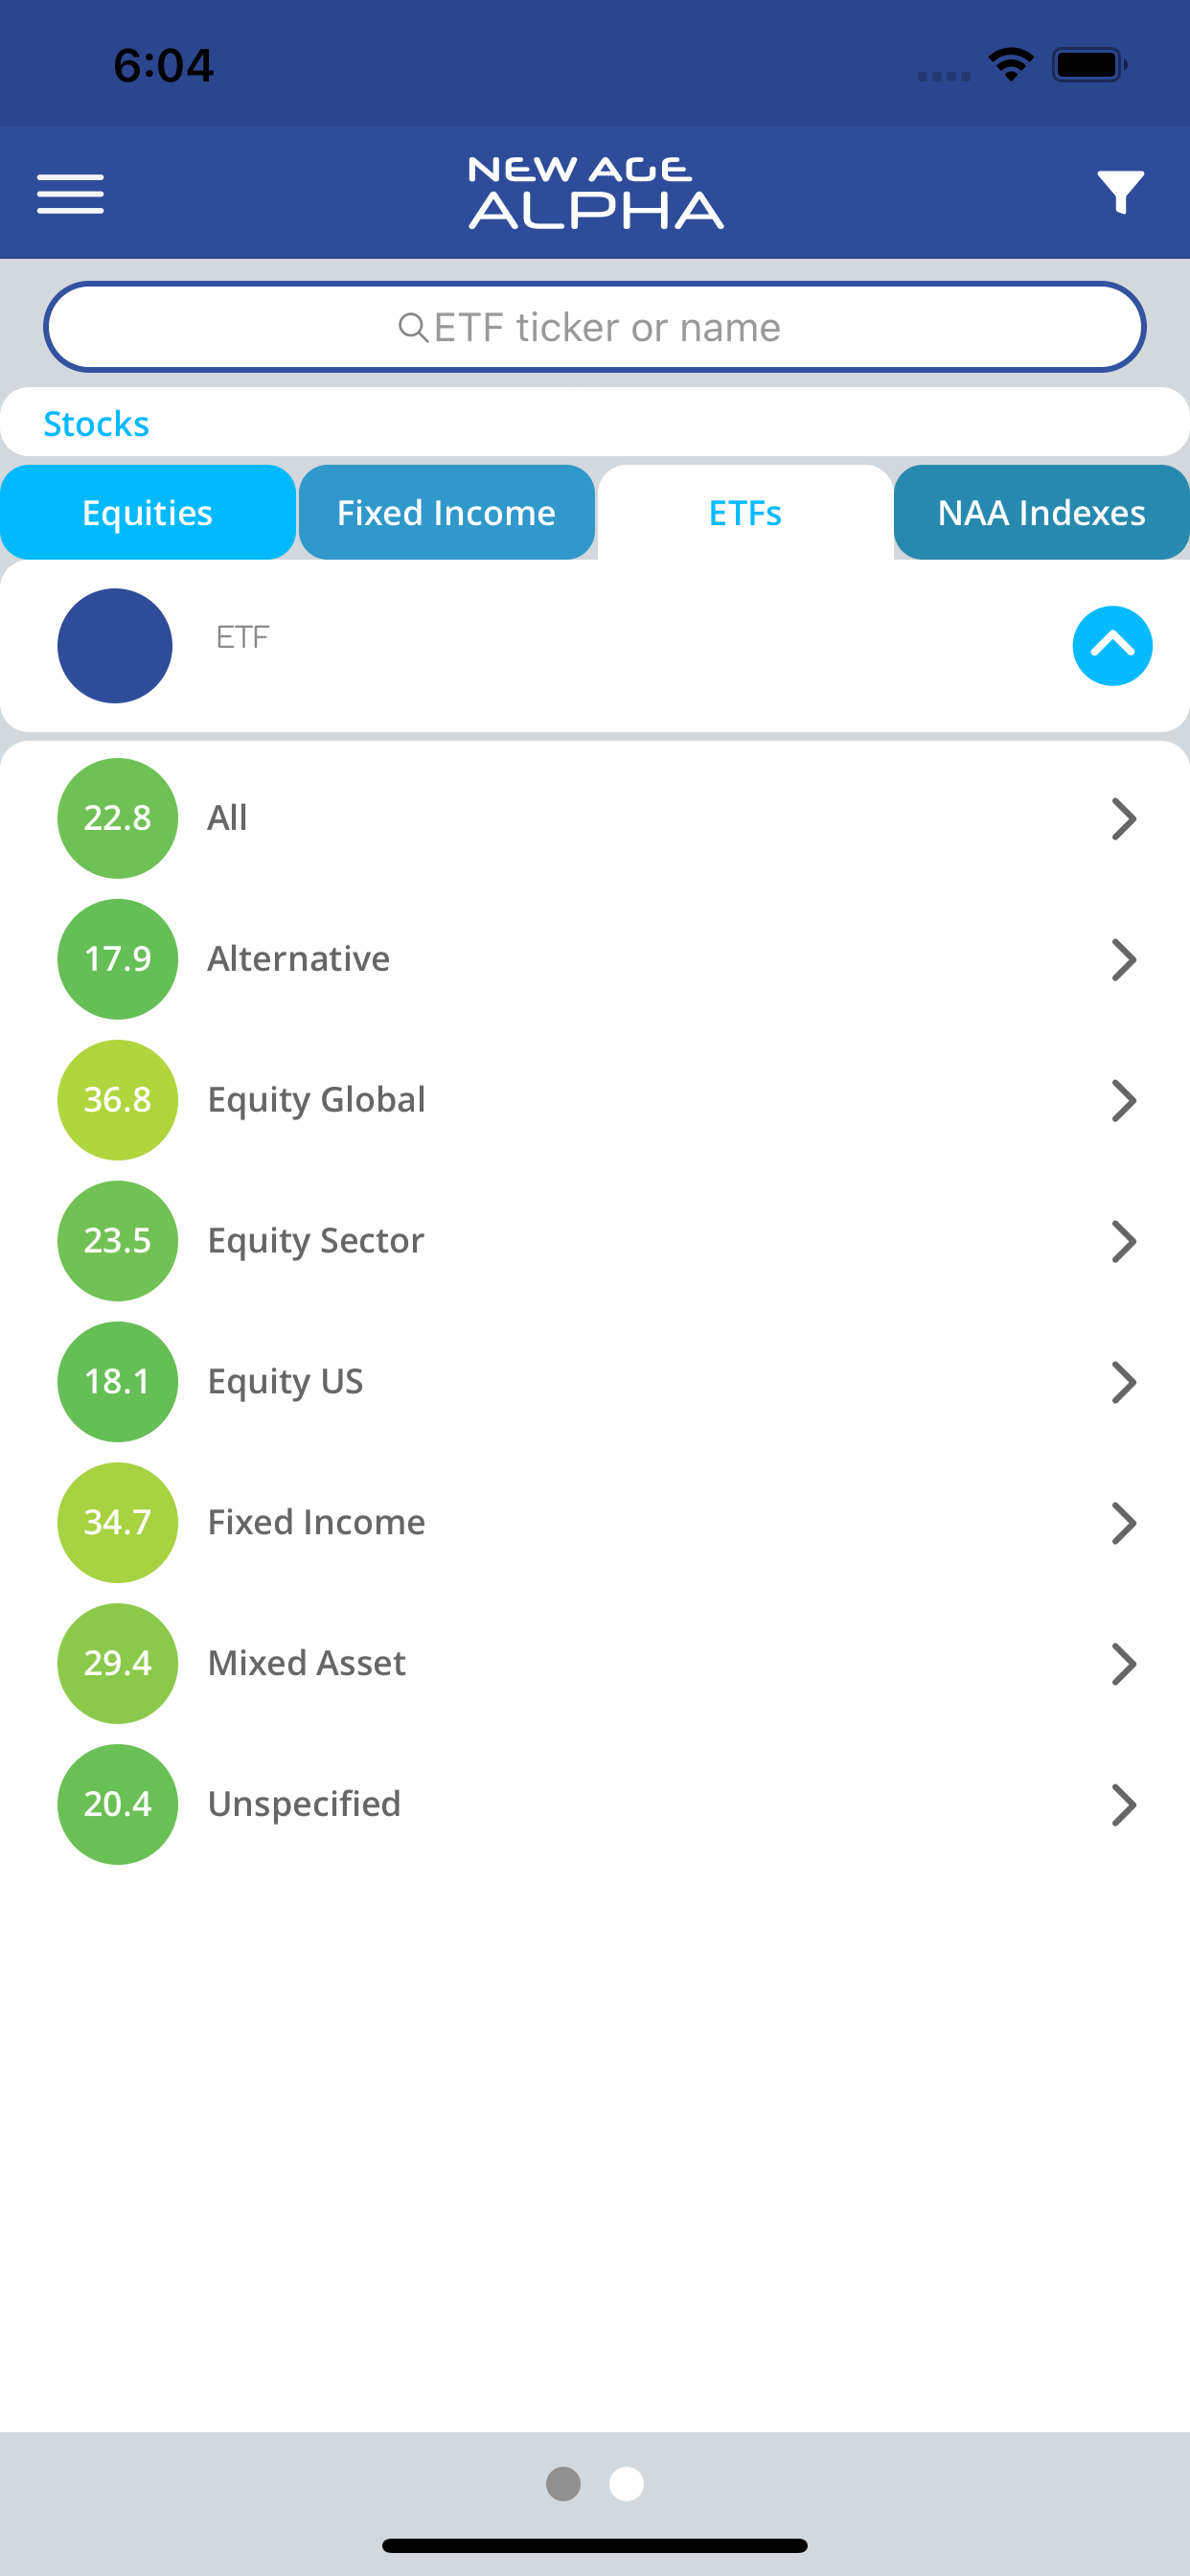 6:04
NEW AGE
ALPHA
ETF ticker or name
Stocks
Equities Fixed Income ETFs NAA Indexes
ETF
22.8 All
17.9 Alternative
36.8 Equity Global
23.5 Equity Sector
18.1 Equity US
34.7 Fixed Income
29.4 Mixed Asset
20.4 Unspecified